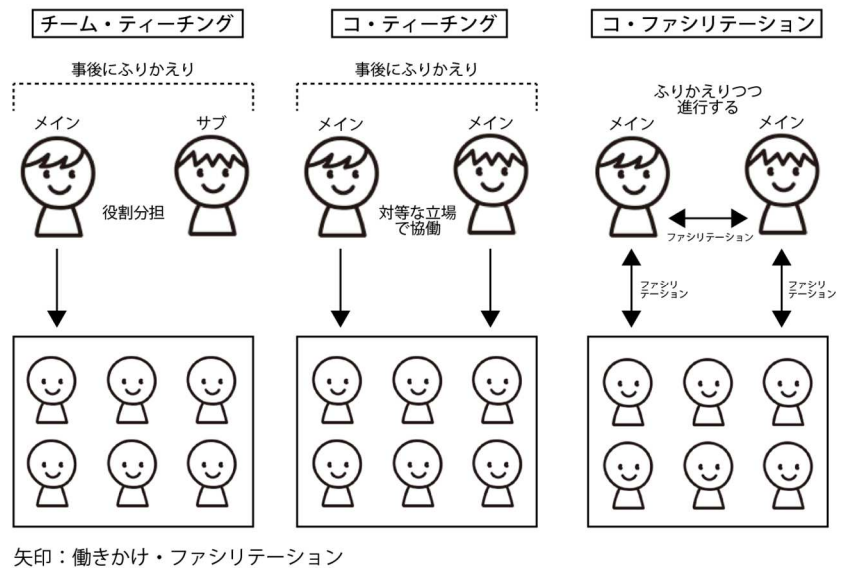 チーム・ティーチング
事後にふりかえり
メイン
サブ
役割分担
コ・ティーチング
事後にふりかえり
メイン
メイン
対等な立場
で協働
コ・ファシリテーション
ふりかえりつつ
進行する
メイン
メイン
ファシリテーション
ファシリ
テーション
ファシリ
テーション
矢印：働きかけ・ファシリテーション